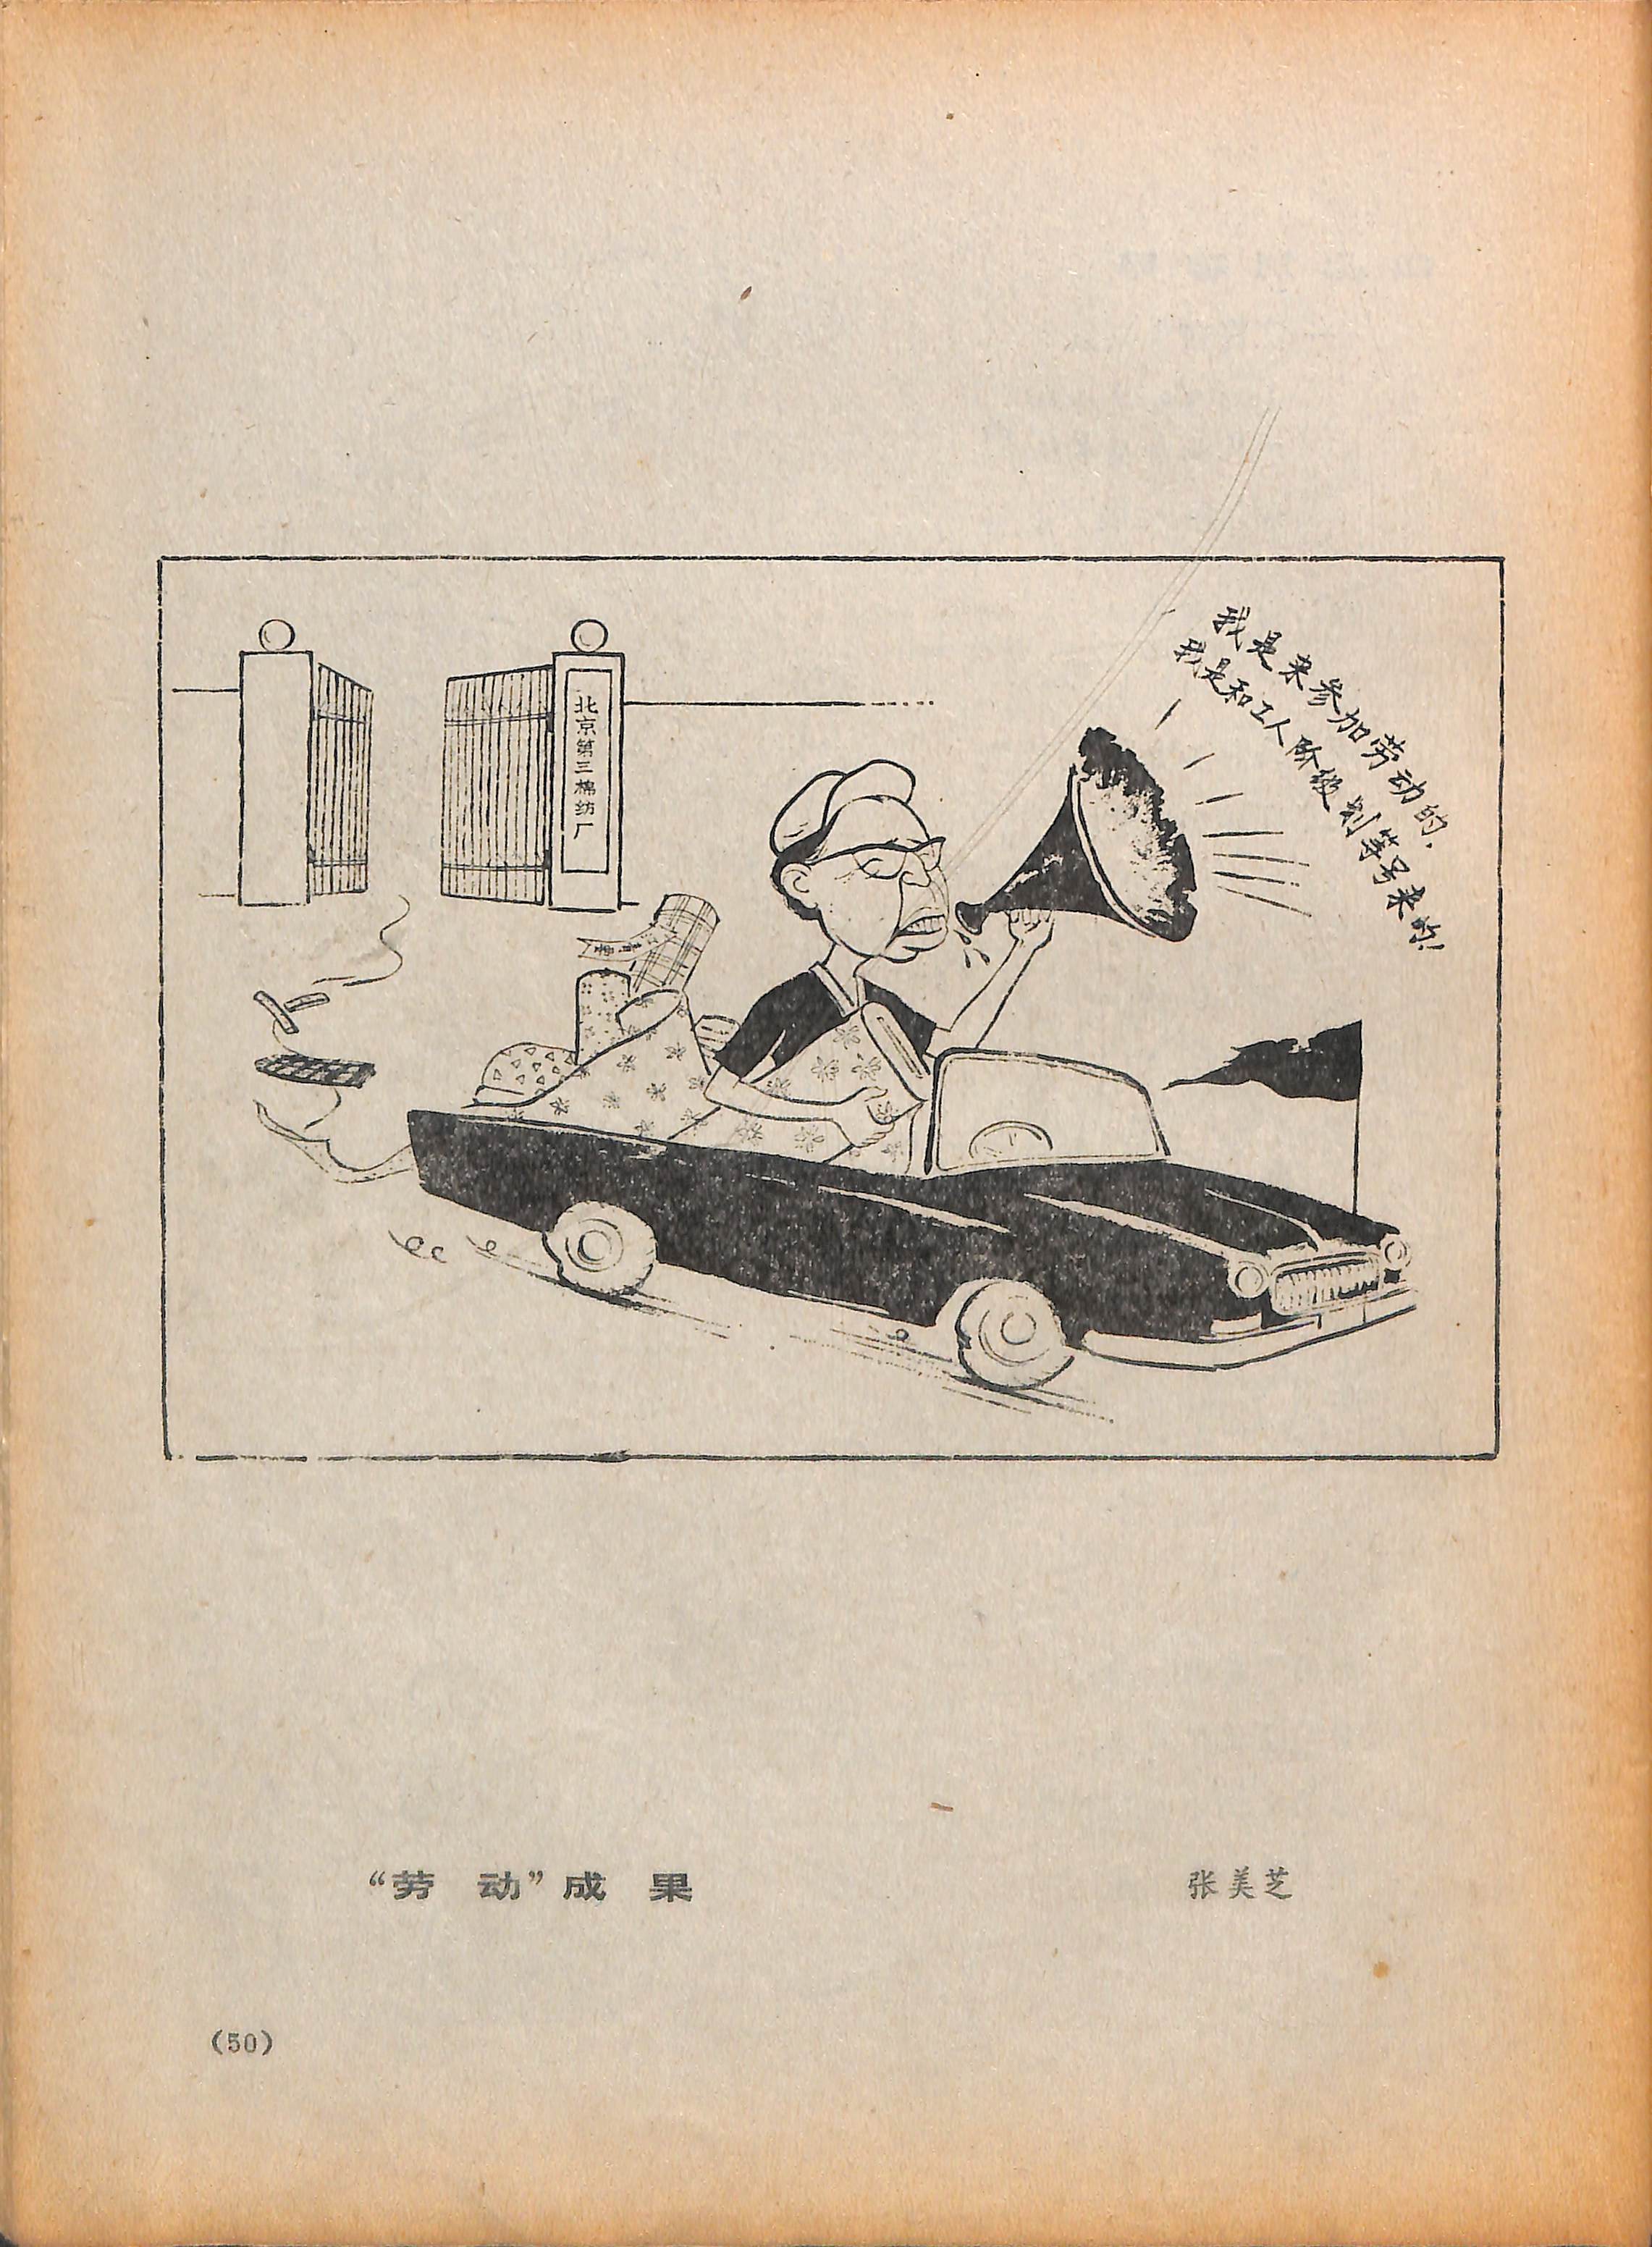 北京第三棉纺厂
我是来参加劳动的，
我是和工人阶级划等号来的！
“劳动”成果
张美芝
(50)